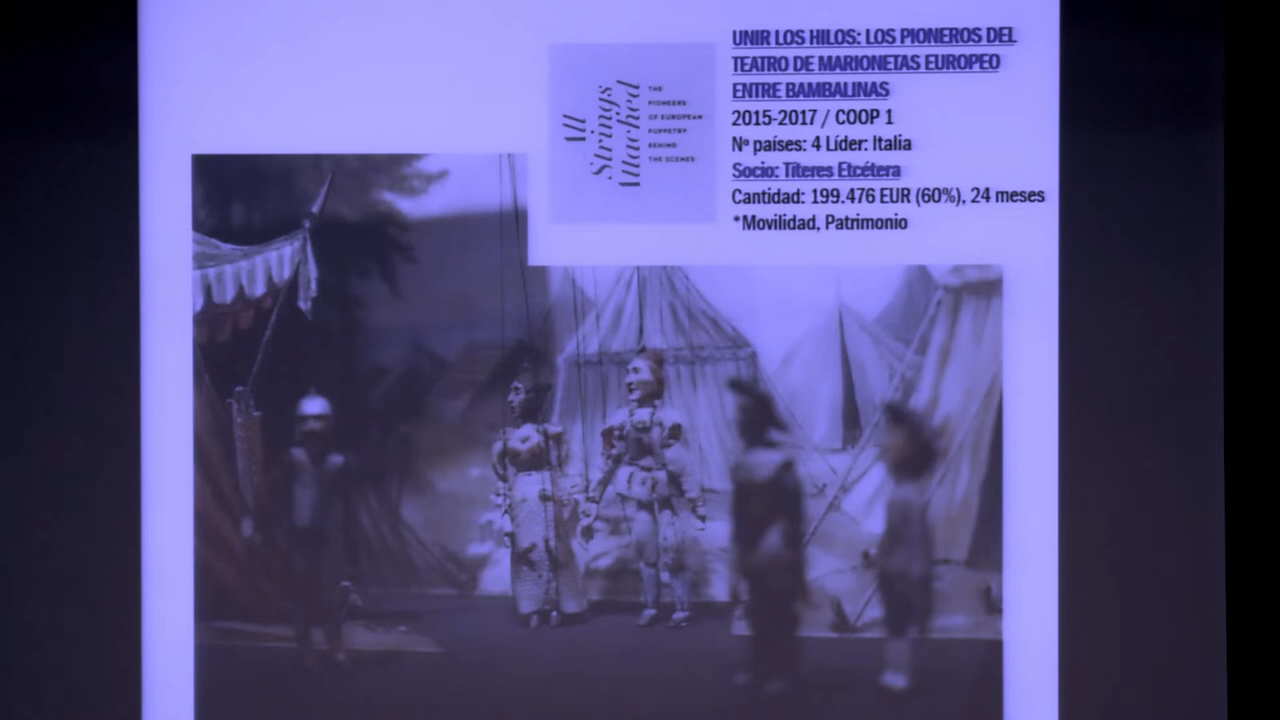 UNIR LOS HILOS: LOS PIONEROS DEL
TEATRO DE MARIONETAS EUROPEO
ENTRE BAMBALINAS
2015-2017 / COOP 1
Nº países: 4 Líder: Italia
Socio: Títeres Etcétera
Cantidad: 199.476 EUR (60%), 24 meses
*Movilidad, Patrimonio
All
Strings
Attached
THE
PIONEERS
OF EUROPEAN
PUPPETRY
BEHIND
THE SCENES